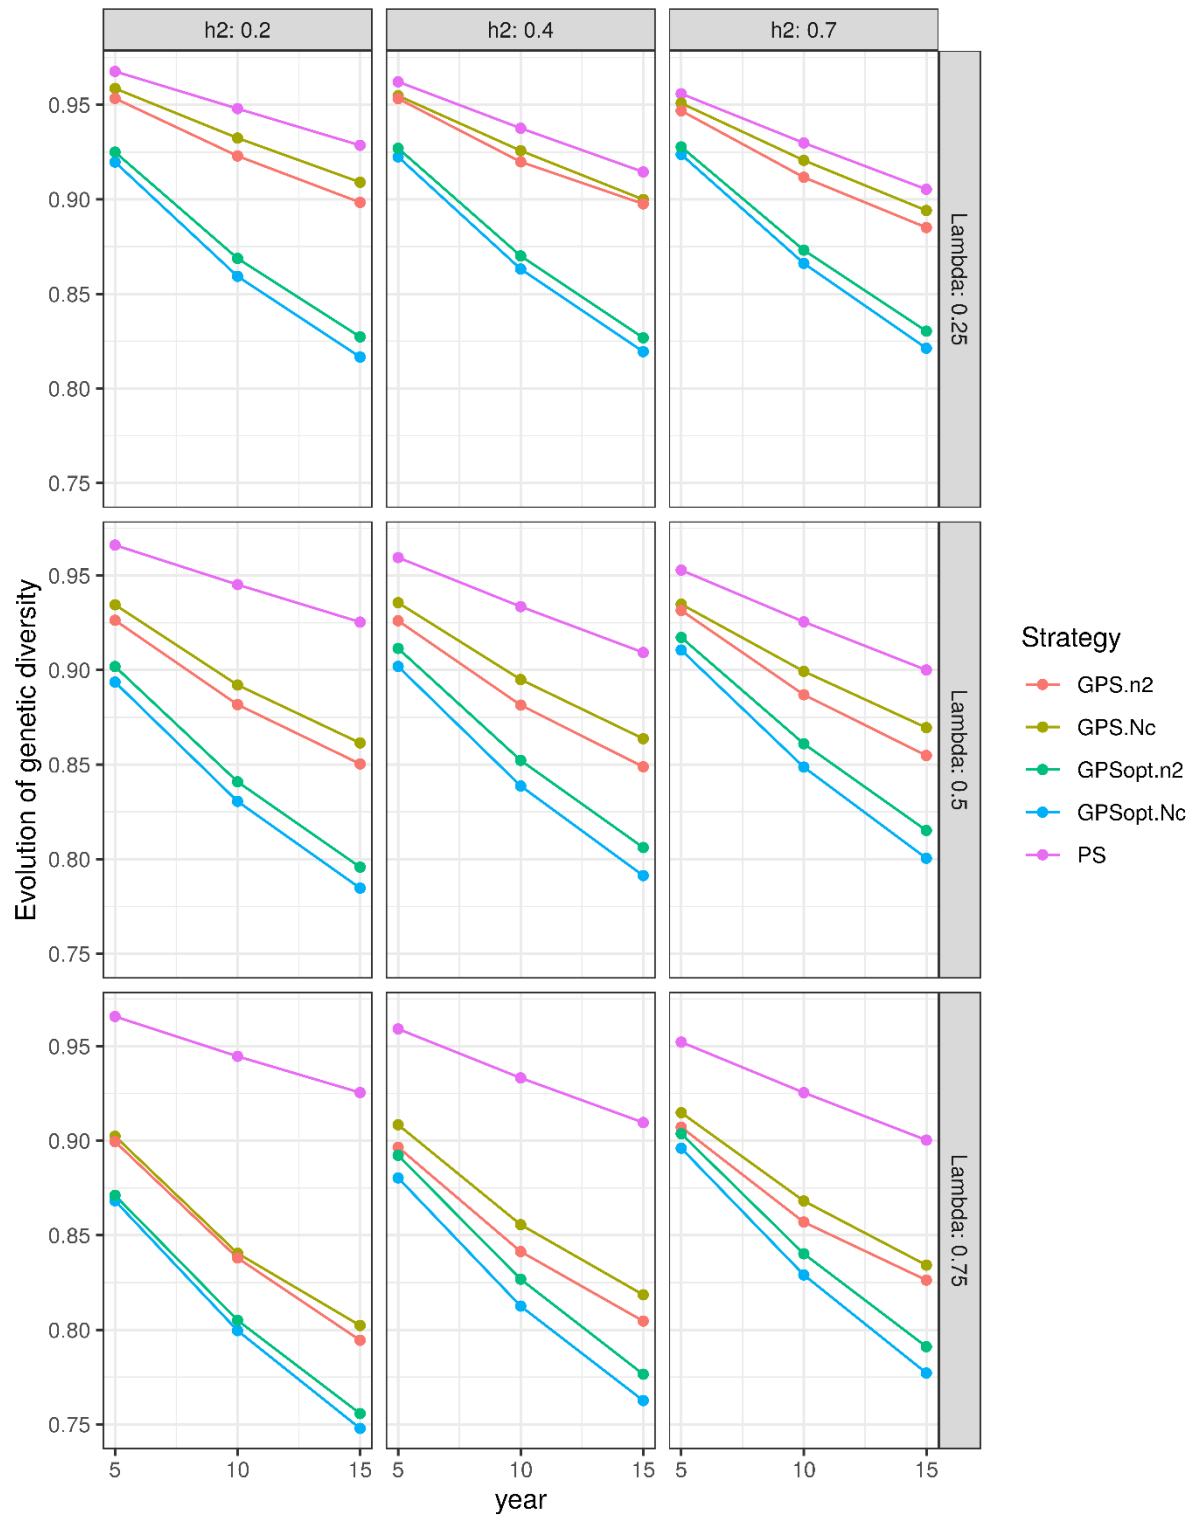 h2: 0.2
h2: 0.4
h2: 0.7
0.95
0.90
0.85
0.80
0.75
Lambda: 0.25
0.95
0.90
0.85
0.80
0.75
Lambda: 0.5
0.95
0.90
0.85
0.80
0.75
Lambda: 0.75
5
10
15
5
10
15
5
10
15
year
Evolution of genetic diversity
Strategy
GPS.n2
GPS.Nc
GPSopt.n2
GPSopt.Nc
PS